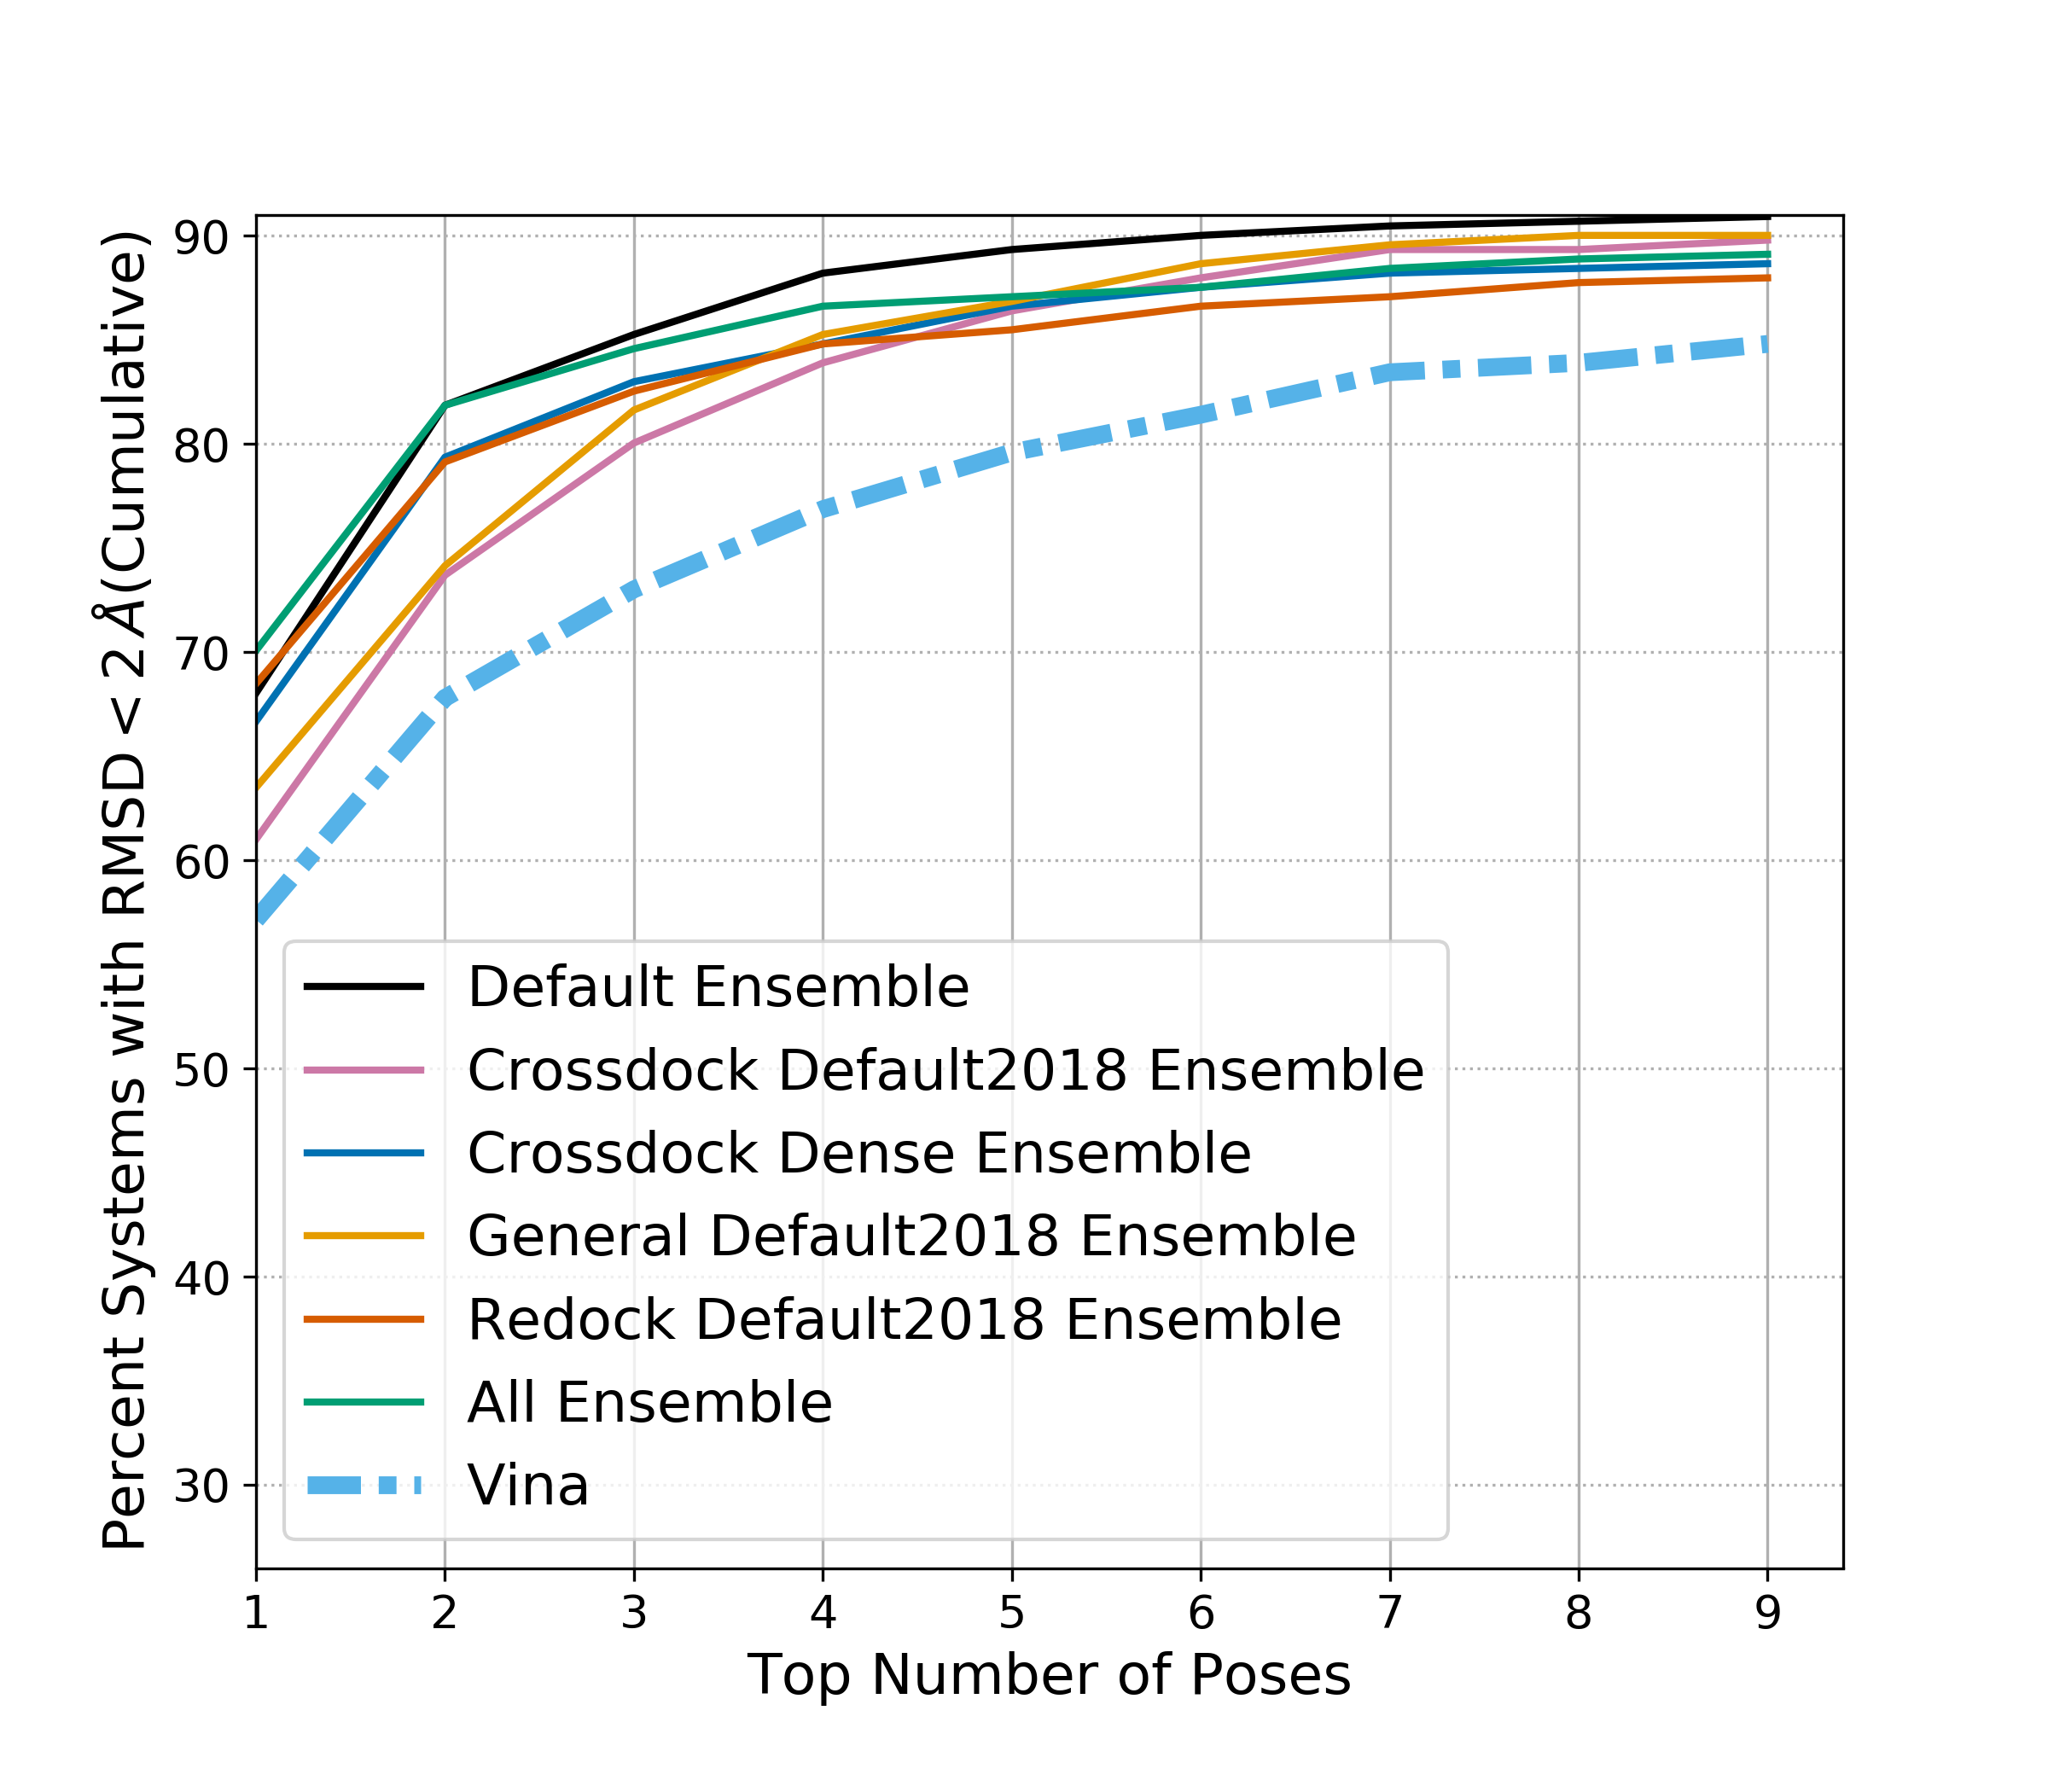 Percent Systems with RMSD < 2 Å(Cumulative)
90
80
70
60
50
40
30
Default Ensemble
Crossdock Default2018 Ensemble
Crossdock Dense Ensemble
General Default2018 Ensemble
Redock Default2018 Ensemble
All Ensemble
Vina
1 2 3 4 5 6 7 8 9
Top Number of Poses